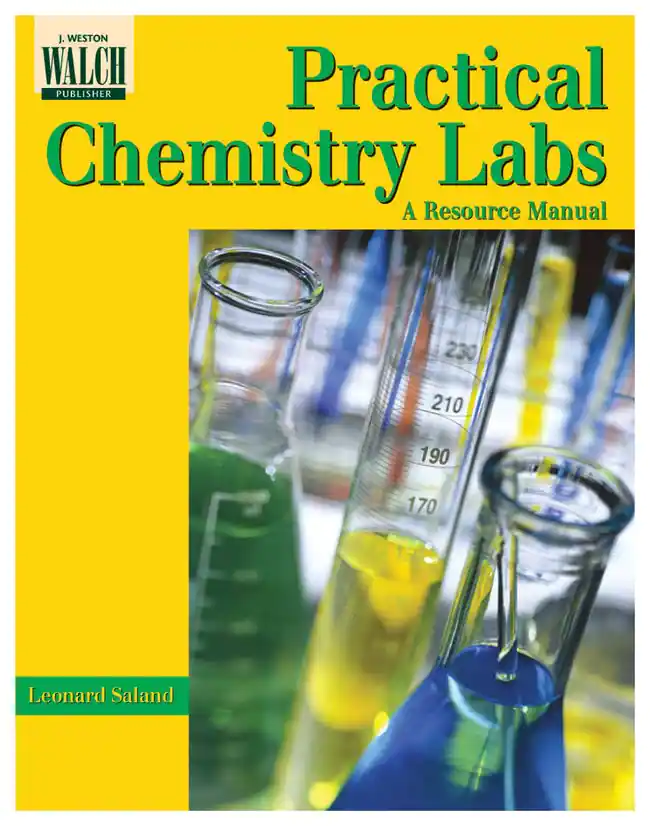 J. WESTON
WALCH
PUBLISHER
Practical
Chemistry Labs
A Resource Manual
230
210
190
170
Leonard Saland